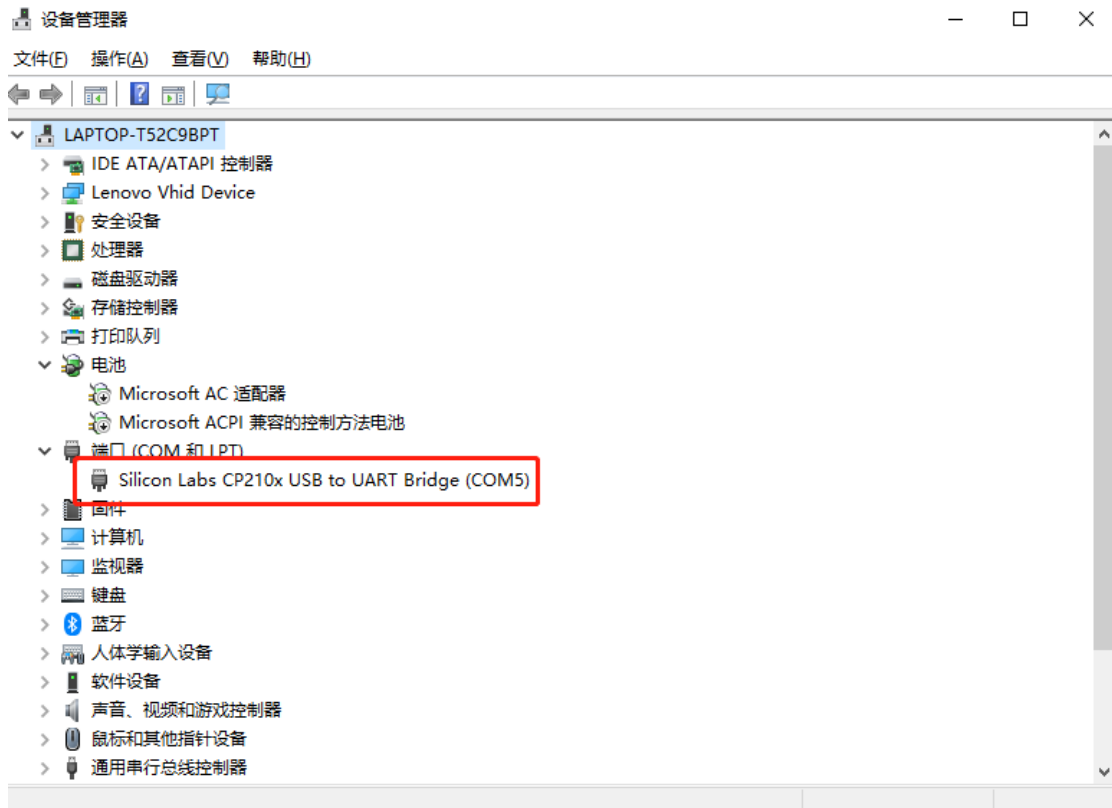 设备管理器
文件(F) 操作(A) 查看(V) 帮助(H)
LAPTOP-T52C9BPT
IDE ATA/ATAPI 控制器
Lenovo Vhid Device
安全设备
处理器
磁盘驱动器
存储控制器
打印队列
电池
Microsoft AC 适配器
Microsoft ACPI 兼容的控制方法电池
端口 (COM 和 LPT)
Silicon Labs CP210x USB to UART Bridge (COM5)
固件
计算机
监视器
键盘
蓝牙
人体学输入设备
软件设备
声音、视频和游戏控制器
鼠标和其他指针设备
通用串行总线控制器